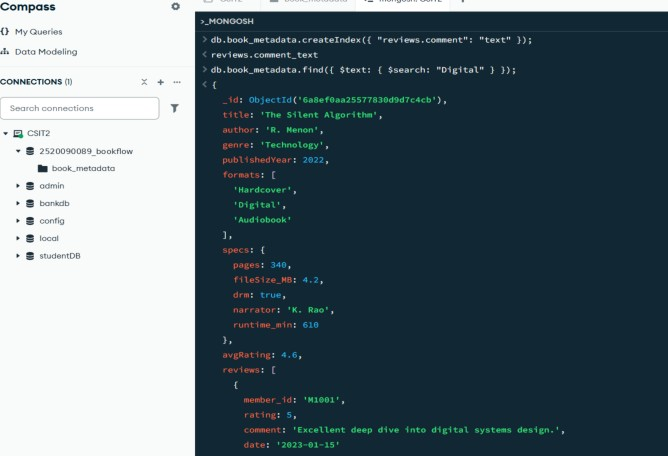 Compass
My Queries
Data Modeling
CONNECTIONS (1)
Search connections
CSIT2
2520090089_bookflow
book_metadata
admin
bankdb
config
local
studentDB
>_MONGOSH
> db.book_metadata.createIndex({ "reviews.comment": "text" });
< reviews.comment_text
> db.book_metadata.find({ $text: { $search: "Digital" } });
< {
_id: ObjectId('6a8ef0aa25577830d9d7c4cb'),
title: 'The Silent Algorithm',
author: 'R. Menon',
genre: 'Technology',
publishedYear: 2022,
formats: [
'Hardcover',
'Digital',
'Audiobook'
],
specs: {
pages: 340,
fileSize_MB: 4.2,
drm: true,
narrator: 'K. Rao',
runtime_min: 610
},
avgRating: 4.6,
reviews: [
{
member_id: 'M1001',
rating: 5,
comment: 'Excellent deep dive into digital systems design.',
date: '2023-01-15'